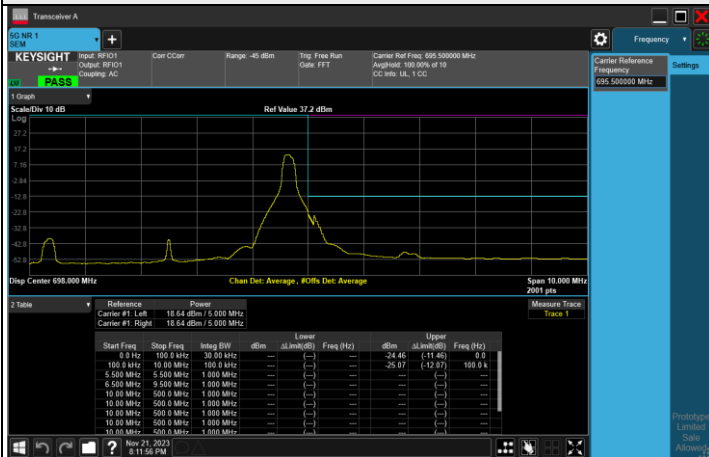 Transceiver A
5G NR 1
SEM
Frequency
KEYSIGHT
PASS
Input: RFIO1
Output: RFIO1
Coupling: AC
Corr CCorr
Range: -45 dBm
Trig: Free Run
Gate: FFT
Carrier Ref Freq: 695.500000 MHz
Avg|Hold: 100.00% of 10
CC Info: UL, 1 CC
Carrier Reference
Frequency
695.500000 MHz
Settings
1 Graph
Scale/Div 10 dB
Ref Value 37.2 dBm
Log
27.2
17.2
7.16
-2.84
-12.8
-22.8
-32.8
-42.8
-52.8
Disp Center 698.000 MHz
Chan Det: Average , #Offs Det: Average
Span 10.000 MHz
2001 pts
2 Table
Reference Power
Carrier #1: Left 18.64 dBm / 5.000 MHz
Carrier #1: Right 18.64 dBm / 5.000 MHz
Measure Trace
Trace 1
Lower Upper
Start Freq Stop Freq Integ BW dBm ΔLimit(dB) Freq (Hz) dBm ΔLimit(dB) Freq (Hz)
0.0 Hz 100.0 kHz 30.00 kHz --- (---) --- -24.46 (-11.46) 0.0
100.0 kHz 10.00 MHz 100.0 kHz --- (---) --- -25.07 (-12.07) 100.0 k
5.500 MHz 5.500 MHz 1.000 MHz --- (---) --- --- (---) ---
6.500 MHz 9.500 MHz 1.000 MHz --- (---) --- --- (---) ---
10.00 MHz 500.0 MHz 1.000 MHz --- (---) --- --- (---) ---
10.00 MHz 500.0 MHz 1.000 MHz --- (---) --- --- (---) ---
10.00 MHz 500.0 MHz 1.000 MHz --- (---) --- --- (---) ---
10.00 MHz 500.0 MHz 1.000 MHz --- (---) --- --- (---) ---
Prototype
Limited
Sale
Allowed
Nov 21, 2023
8:11:56 PM